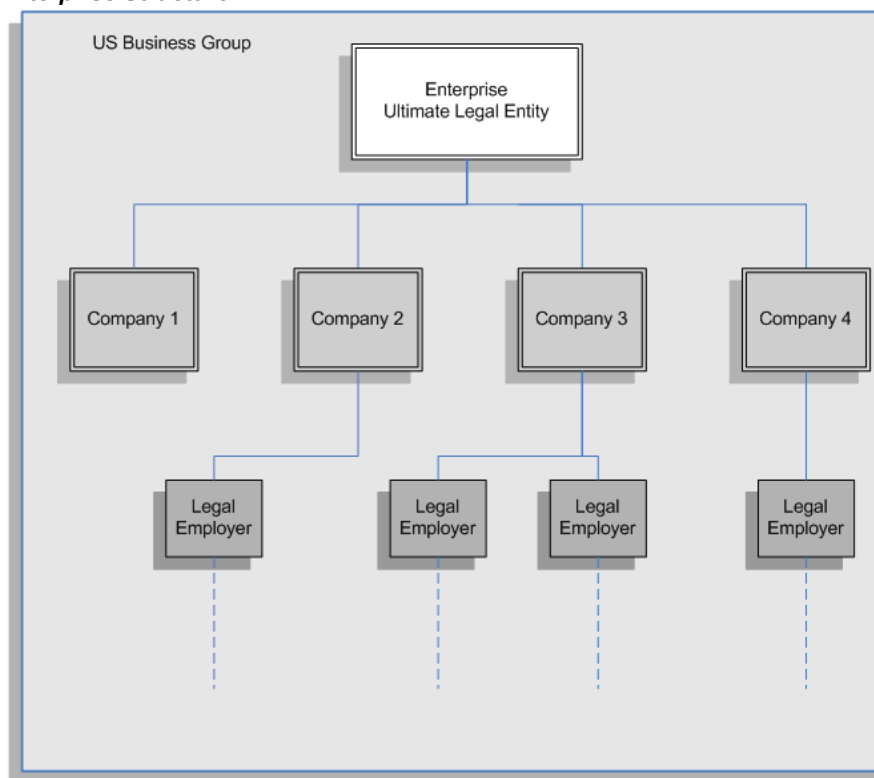 US Business Group
Enterprise
Ultimate Legal Entity
Company 1
Company 2
Company 3
Company 4
Legal
Employer
Legal
Employer
Legal
Employer
Legal
Employer